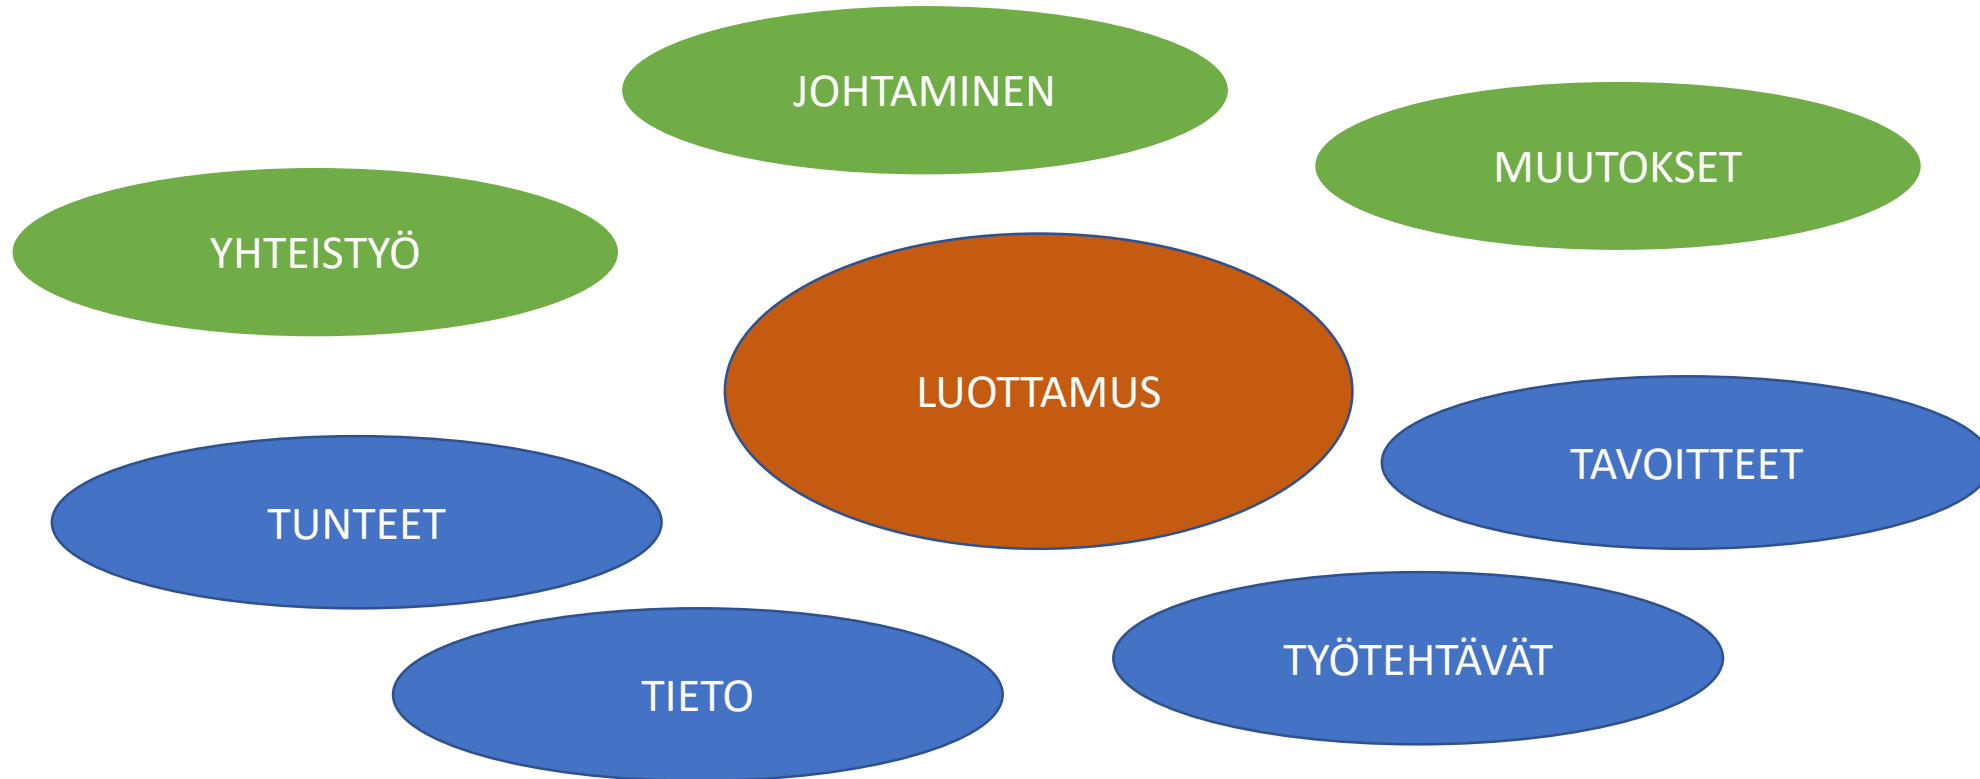 JOHTAMINEN
MUUTOKSET
YHTEISTYÖ
LUOTTAMUS
TAVOITTEET
TUNTEET
TYÖTEHTÄVÄT
TIETO